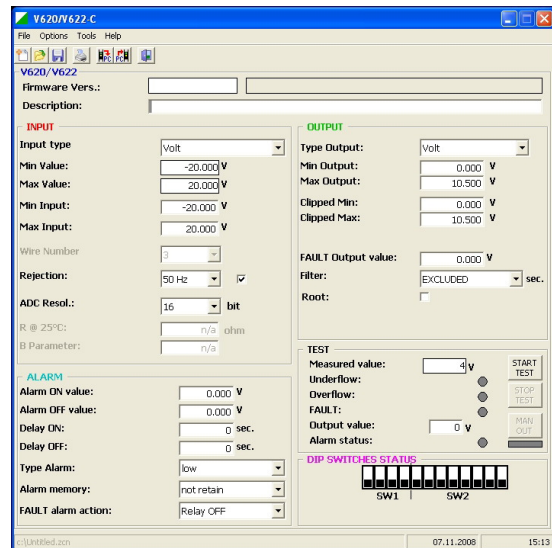 V620/V622-C
File Options Tools Help
V620/V622
Firmware Vers.:
Description:
INPUT
Input type Volt
Min Value: -20.000 V
Max Value: 20.000 V
Min Input: -20.000 V
Max Input: 20.000 V
Wire Number 3
Rejection: 50 Hz
ADC Resol.: 16 bit
R @ 25°C: n/a ohm
B Parameter: n/a
ALARM
Alarm ON value: 0.000 V
Alarm OFF value: 0.000 V
Delay ON: 0 sec.
Delay OFF: 0 sec.
Type Alarm: low
Alarm memory: not retain
FAULT alarm action: Relay OFF
OUTPUT
Type Output: Volt
Min Output: 0.000 V
Max Output: 10.500 V
Clipped Min: 0.000 V
Clipped Max: 10.500 V
FAULT Output value: 0.000 V
Filter: EXCLUDED sec.
Root:
TEST
Measured value: 4 V
START TEST
Underflow:
Overflow:
STOP TEST
FAULT:
Output value: 0 V
MAN OUT
Alarm status:
DIP SWITCHES STATUS
SW1 SW2
c:\Untitled.zcn 07.11.2008 15:13